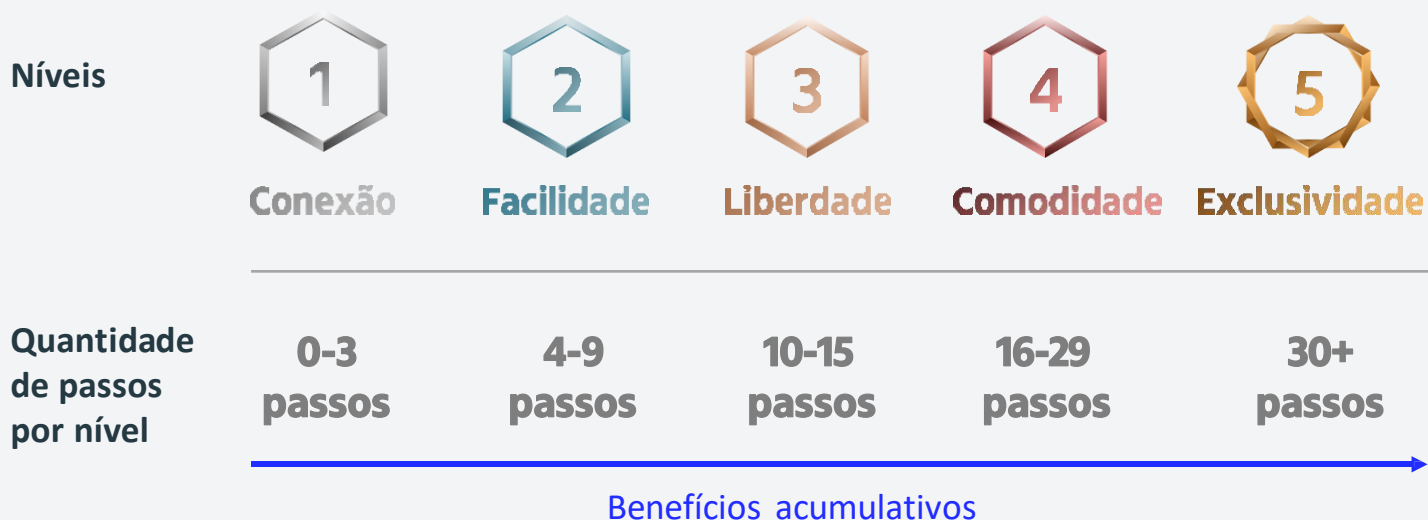 Níveis
1 2 3 4 5
Conexão Facilidade Liberdade Comodidade Exclusividade
Quantidade
de passos
por nível
0-3 4-9 10-15 16-29 30+
passos passos passos passos passos
Benefícios acumulativos